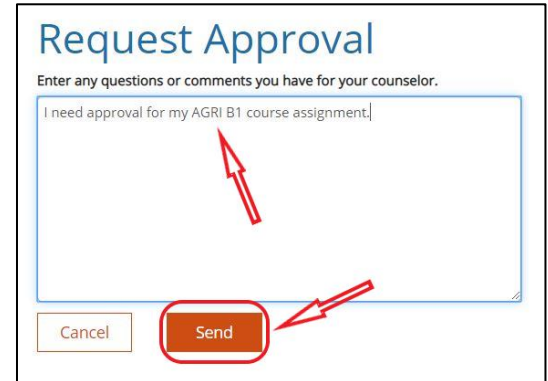 Request Approval
Enter any questions or comments you have for your counselor.
I need approval for my AGRI B1 course assignment.
Cancel Send